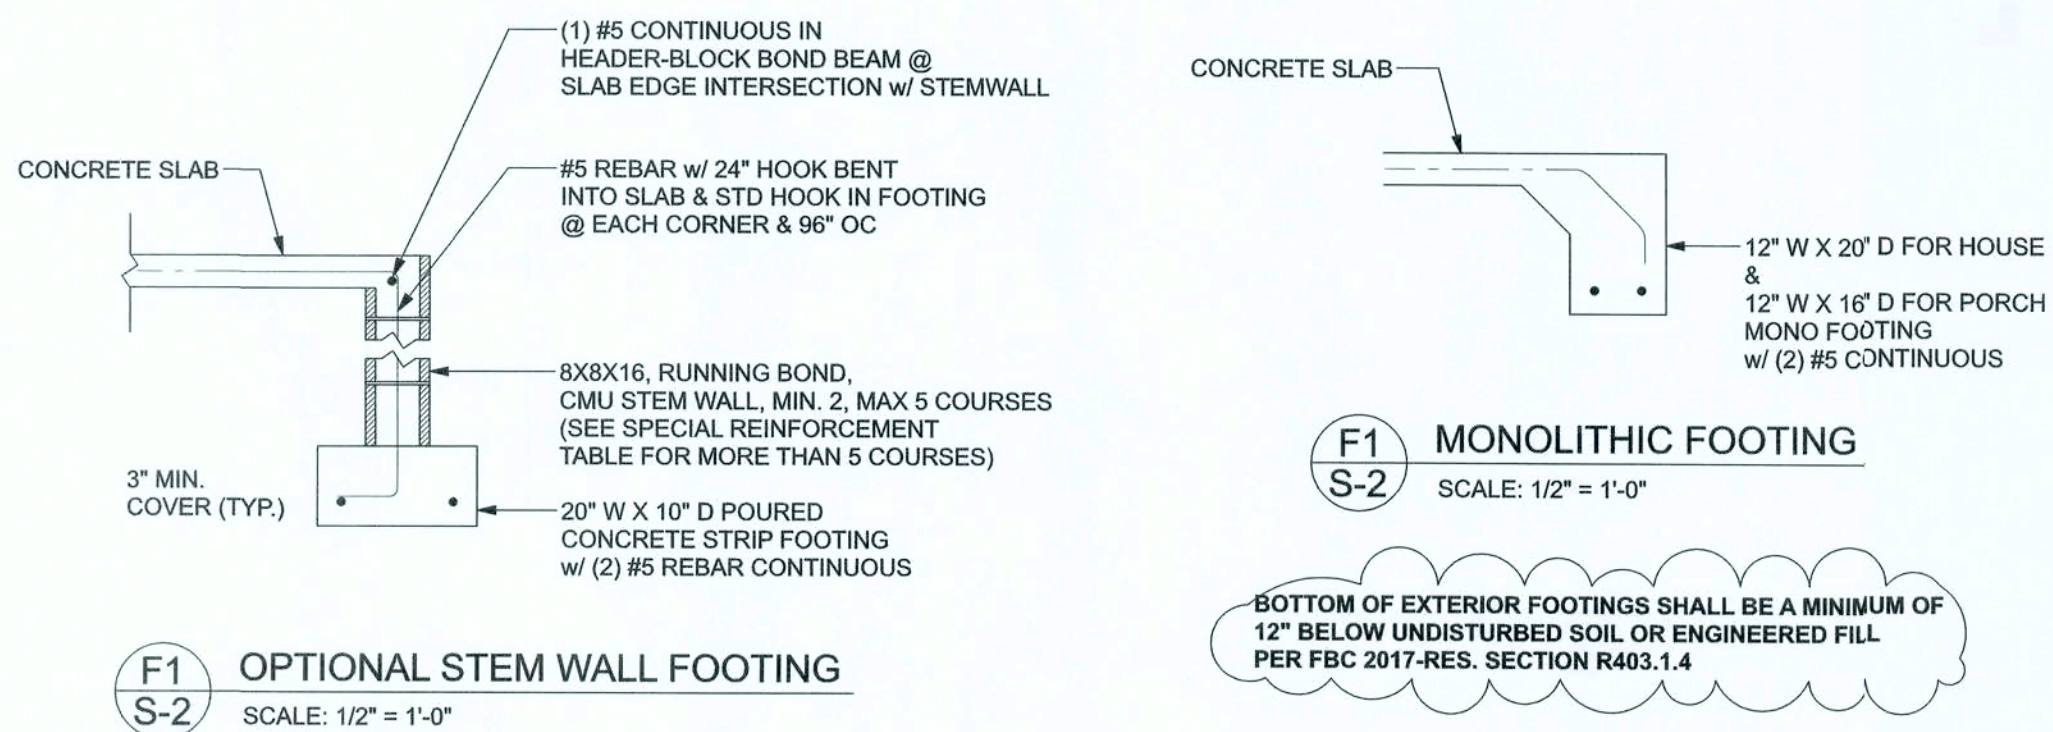 (1) #5 CONTINUOUS IN
HEADER-BLOCK BOND BEAM @
SLAB EDGE INTERSECTION w/ STEMWALL
CONCRETE SLAB
#5 REBAR w/ 24" HOOK BENT
INTO SLAB & STD HOOK IN FOOTING
@ EACH CORNER & 96" OC
8X8X16, RUNNING BOND,
CMU STEM WALL, MIN. 2, MAX 5 COURSES
(SEE SPECIAL REINFORCEMENT
TABLE FOR MORE THAN 5 COURSES)
3" MIN.
COVER (TYP.)
20" W X 10" D POURED
CONCRETE STRIP FOOTING
w/ (2) #5 REBAR CONTINUOUS
F1
S-2
OPTIONAL STEM WALL FOOTING
SCALE: 1/2" = 1'-0"
CONCRETE SLAB
12" W X 20" D FOR HOUSE
&
12" W X 16" D FOR PORCH
MONO FOOTING
w/ (2) #5 CONTINUOUS
F1
S-2
MONOLITHIC FOOTING
SCALE: 1/2" = 1'-0"
BOTTOM OF EXTERIOR FOOTINGS SHALL BE A MINIMUM OF
12" BELOW UNDISTURBED SOIL OR ENGINEERED FILL
PER FBC 2017-RES. SECTION R403.1.4